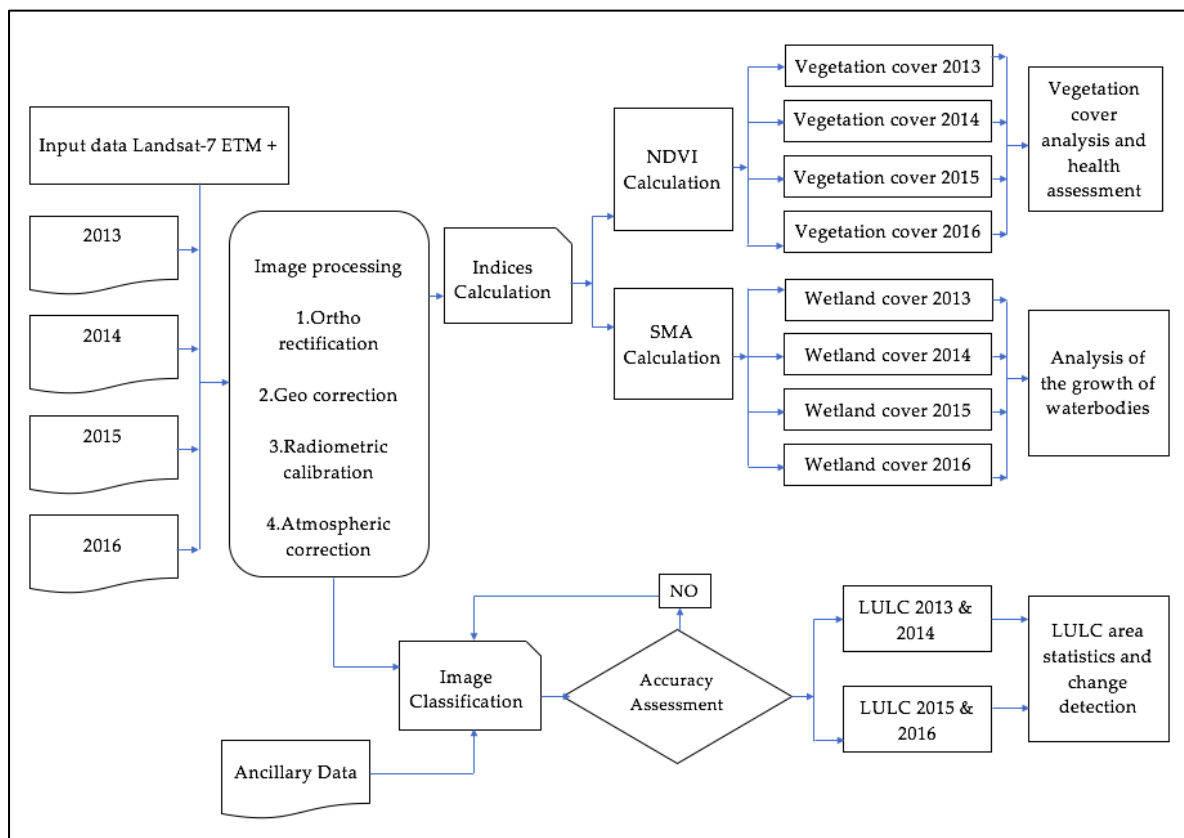 Input data Landsat-7 ETM +
2013
2014
2015
2016
Image processing
1.Ortho
rectification
2.Geo correction
3.Radiometric
calibration
4.Atmospheric
correction
Indices
Calculation
NDVI
Calculation
SMA
Calculation
Vegetation cover 2013
Vegetation cover 2014
Vegetation cover 2015
Vegetation cover 2016
Vegetation
cover
analysis and
health
assessment
Wetland cover 2013
Wetland cover 2014
Wetland cover 2015
Wetland cover 2016
Analysis of
the growth of
waterbodies
Ancillary Data
Image
Classification
NO
Accuracy
Assessment
LULC 2013 &
2014
LULC 2015 &
2016
LULC area
statistics and
change
detection